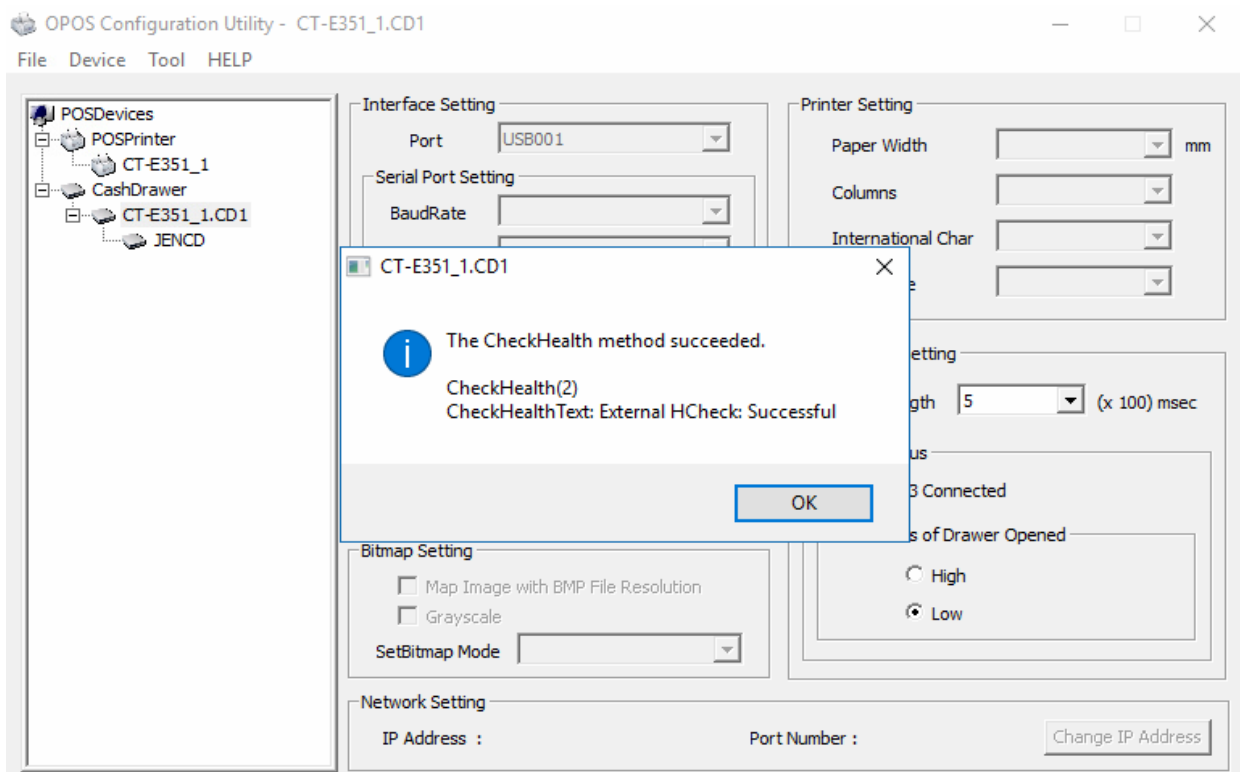 OPOS Configuration Utility - CT-E351_1.CD1
File Device Tool HELP
POSDevices
POSPrinter
CT-E351_1
CashDrawer
CT-E351_1.CD1
JENCD
Interface Setting
Port USB001
Serial Port Setting
BaudRate
Printer Setting
Paper Width mm
Columns
International Char
CT-E351_1.CD1
The CheckHealth method succeeded.
CheckHealth(2)
CheckHealthText: External HCheck: Successful
OK
etting
gth 5 (x 100) msec
us
3 Connected
s of Drawer Opened
High
Low
Bitmap Setting
Map Image with BMP File Resolution
Grayscale
SetBitmap Mode
Network Setting
IP Address :
Port Number :
Change IP Address